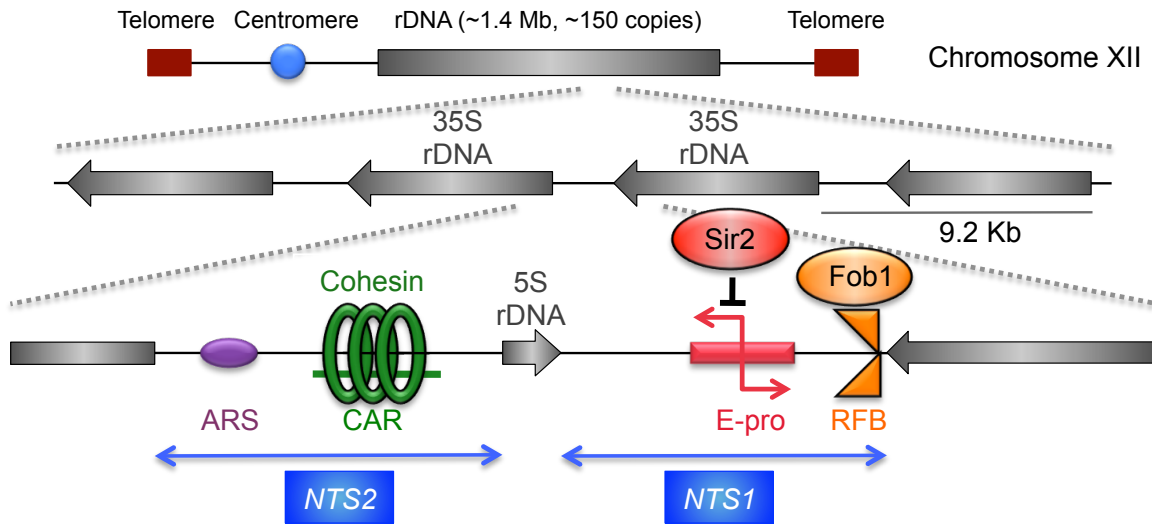 Telomere Centromere rDNA (~1.4 Mb, ~150 copies) Telomere
Chromosome XII
35S
rDNA
35S
rDNA
9.2 Kb
Sir2
Fob1
Cohesin
5S
rDNA
ARS CAR E-pro RFB
NTS2 NTS1